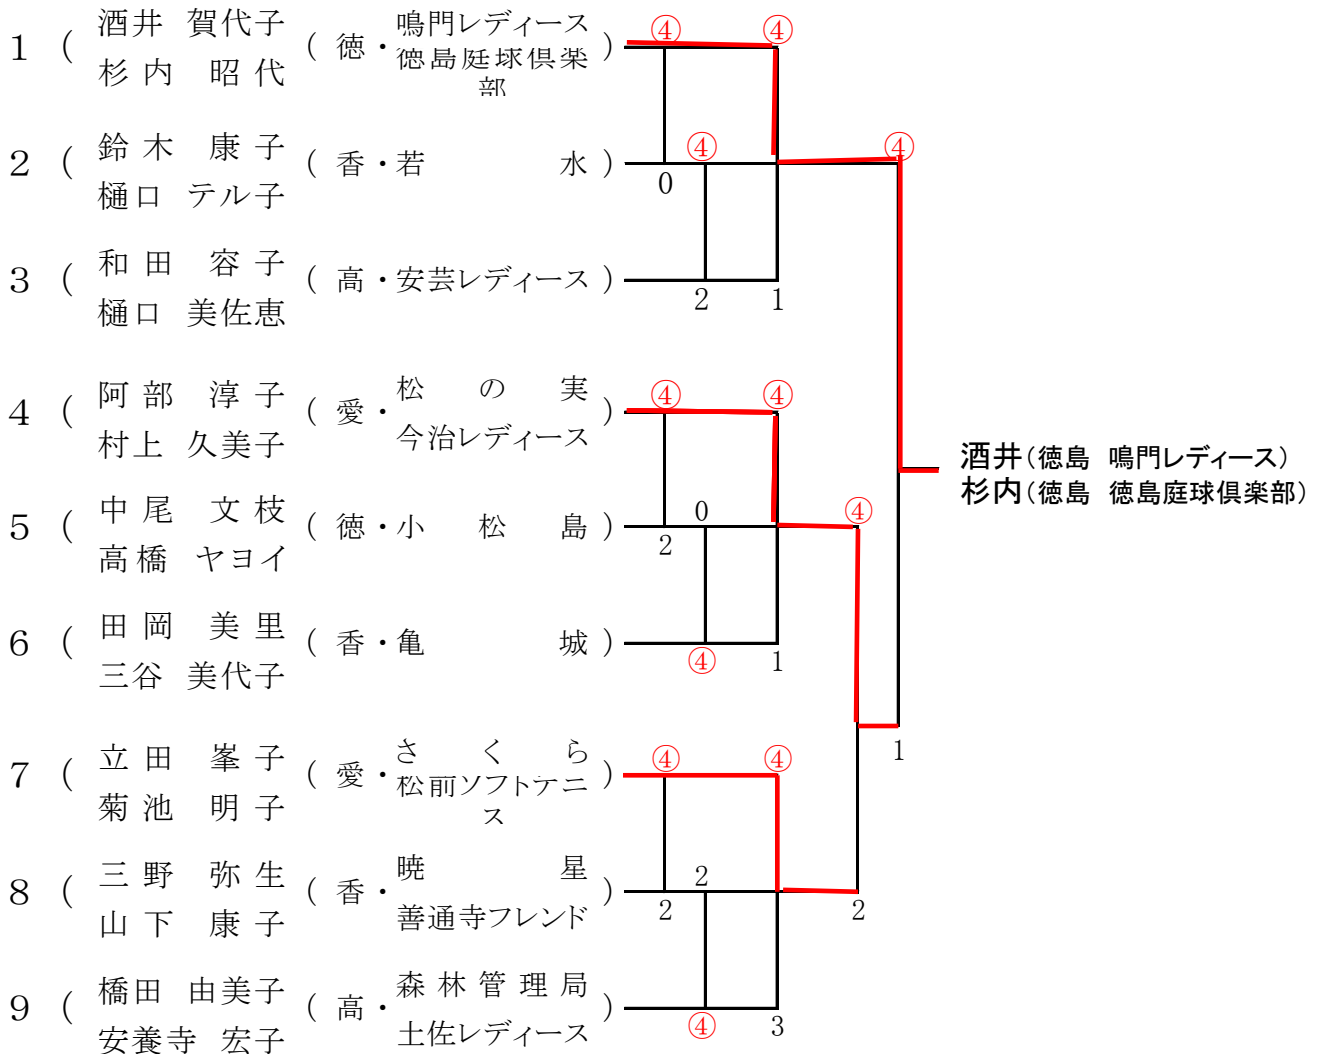 1 ( 酒井 賀代子 ( 徳・鳴門レディース
杉内 昭代 徳島庭球倶楽部 )
④ ④
2 ( 鈴木 康子 ( 香・若水 )
樋口 テル子
0 ④ ④
3 ( 和田 容子 ( 高・安芸レディース )
樋口 美佐恵
2 1
4 ( 阿部 淳子 ( 愛・松の実
村上 久美子 今治レディース )
④ ④
酒井(徳島 鳴門レディース)
杉内(徳島 徳島庭球倶楽部)
5 ( 中尾 文枝 ( 徳・小松島 )
高橋 ヤヨイ
2 0 ④
6 ( 田岡 美里 ( 香・亀城 )
三谷 美代子
④ 1
7 ( 立田 峯子 ( 愛・さくら
菊池 明子 松前ソフトテニス )
④ ④ 1
8 ( 三野 弥生 ( 香・暁星
山下 康子 善通寺フレンド )
2 2 2
9 ( 橋田 由美子 ( 高・森林管理局
安養寺 宏子 土佐レディース )
④ 3